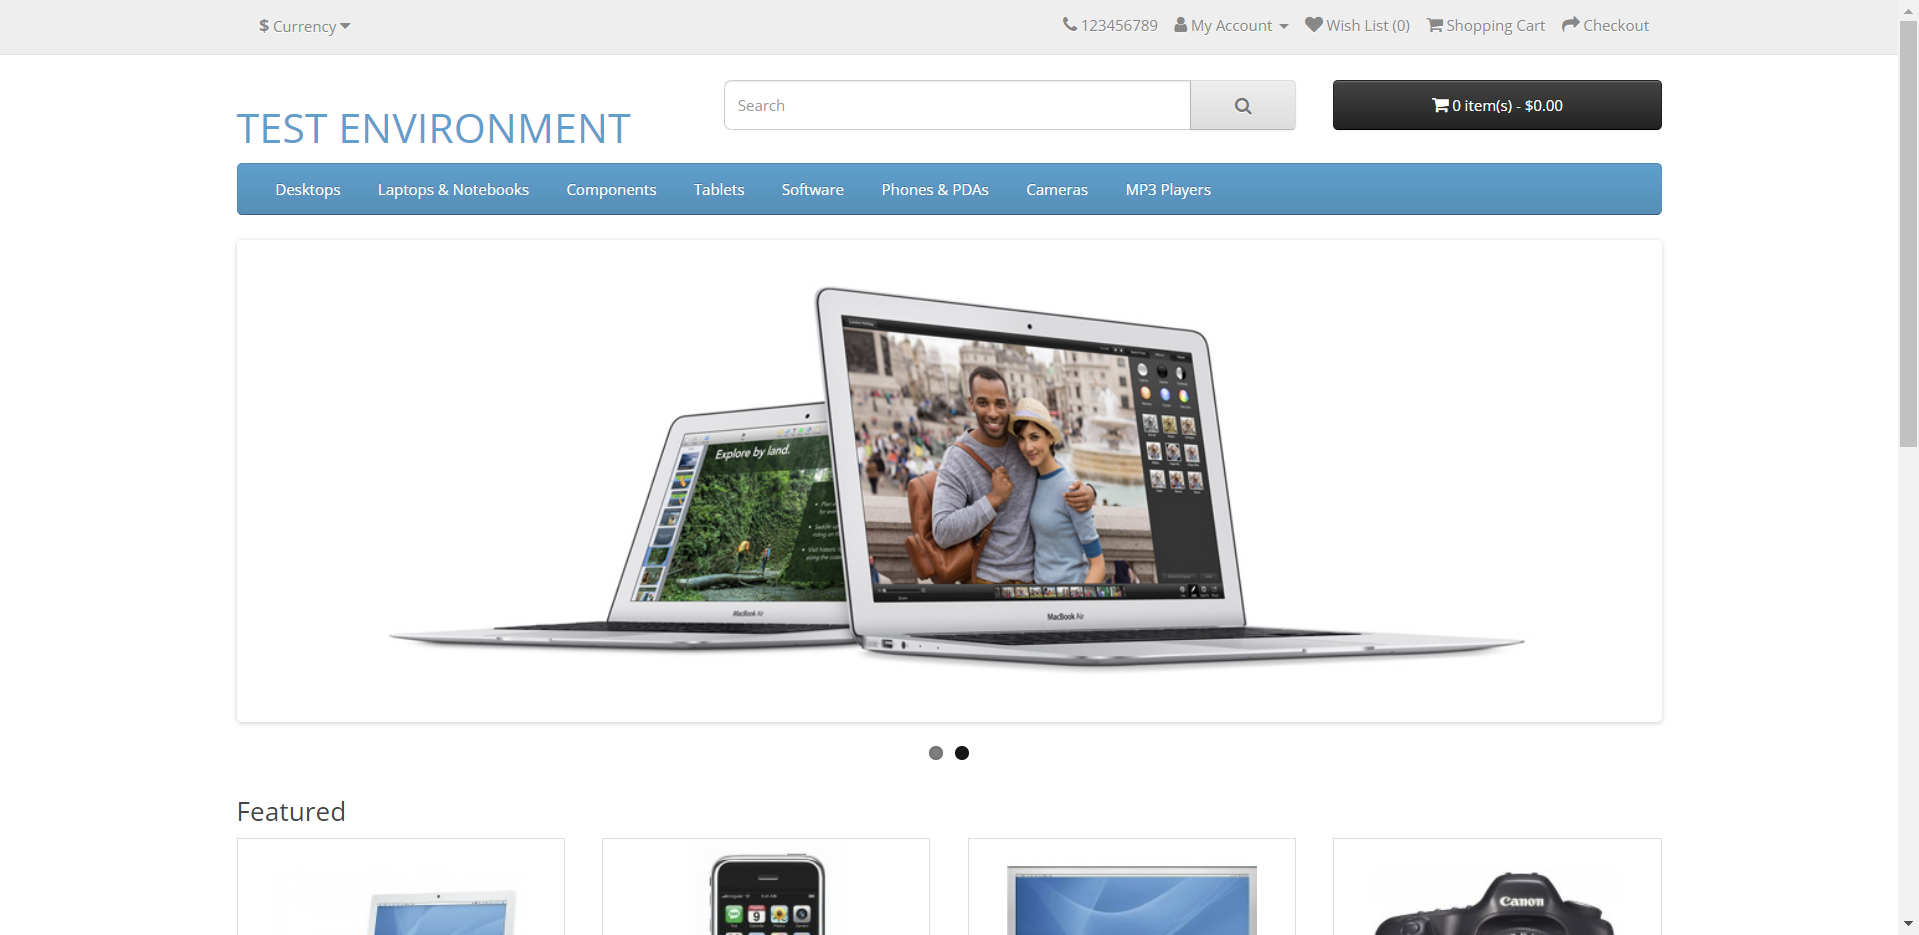 $ Currency
123456789 My Account Wish List (0) Shopping Cart Checkout
Search
0 item(s) - $0.00
TEST ENVIRONMENT
Desktops Laptops & Notebooks Components Tablets Software Phones & PDAs Cameras MP3 Players
Explore by land.
MacBook Air
MacBook Air
Featured
9
Canon